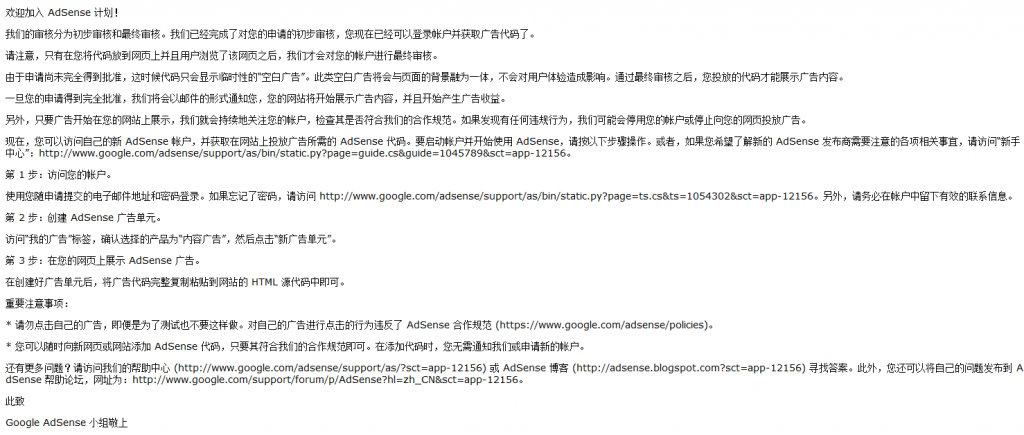 欢迎加入 AdSense 计划!
我们的审核分为初步审核和最终审核。我们已经完成了对您的申请的初步审核，您现在已经可以登录帐户并获取广告代码了。
请注意，只有在您将代码放到网页上并且用户浏览了该网页之后，我们才会对您的帐户进行最终审核。
由于申请尚未完全得到批准，这时候代码只会显示临时性的“空白广告”。此类空白广告将会与页面的背景融为一体，不会对用户体验造成影响。通过最终审核之后，您投放的代码才能展示广告内容。
一旦您的申请得到完全批准，我们将会以邮件的形式通知您，您的网站将开始展示广告内容，并且开始产生广告收益。
另外，只要广告开始在您的网站上展示，我们就会持续地关注您的帐户，检查其是否符合我们的合作规范。如果发现有任何违规行为，我们可能会停用您的帐户或停止向您的网页投放广告。
现在，您可以访问自己的新 AdSense 帐户，并获取在网站上投放广告所需的 AdSense 代码。要启动帐户并开始使用 AdSense，请按以下步骤操作。或者，如果您希望了解新的 AdSense 发布商需要注意的各项相关事宜，请访问“新手
中心”：http://www.google.com/adsense/support/as/bin/static.py?page=guide.cs&guide=1045789&sct=app-12156。
第 1 步：访问您的帐户。
使用您随申请提交的电子邮件地址和密码登录。如果忘记了密码，请访问 http://www.google.com/adsense/support/as/bin/static.py?page=ts.cs&ts=1054302&sct=app-12156。另外，请务必在帐户中留下有效的联系信息。
第 2 步：创建 AdSense 广告单元。
访问“我的广告”标签，确认选择的产品为“内容广告”，然后点击“新广告单元”。
第 3 步：在您的网页上展示 AdSense 广告。
在创建好广告单元后，将广告代码完整复制粘贴到网站的 HTML 源代码中即可。
重要注意事项：
* 请勿点击自己的广告，即便是为了测试也不要这样做。对自己的广告进行点击的行为违反了 AdSense 合作规范 (https://www.google.com/adsense/policies)。
* 您可以随时向新网页或网站添加 AdSense 代码，只要其符合我们的合作规范即可。在添加代码时，您无需通知我们或申请新的帐户。
还有更多问题？请访问我们的帮助中心 (http://www.google.com/adsense/support/as/?sct=app-12156) 或 AdSense 博客 (http://adsense.blogspot.com?sct=app-12156) 寻找答案。此外，您还可以将自己的问题发布到 A
dSense 帮助论坛，网址为：http://www.google.com/support/forum/p/AdSense?hl=zh_CN&sct=app-12156。
此致
Google AdSense 小组敬上